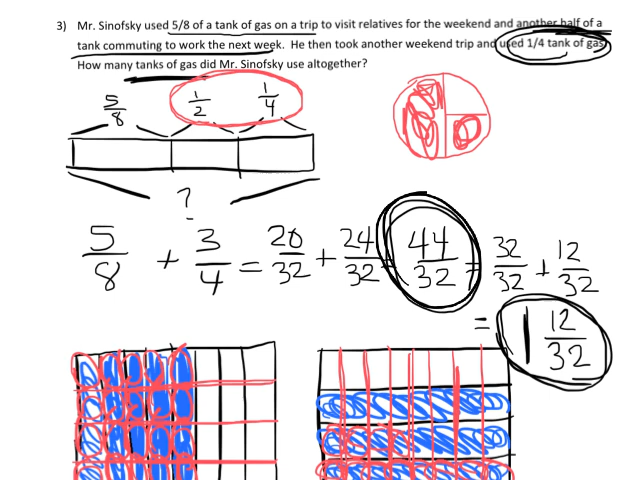 3) Mr. Sinofsky used 5/8 of a tank of gas on a trip to visit relatives for the weekend and another half of a
tank commuting to work the next week. He then took another weekend trip and used 1/4 tank of gas.
How many tanks of gas did Mr. Sinofsky use altogether?
5/8 1/2 1/4
?
5/8 + 3/4 = 20/32 + 24/32 = 44/32 = 32/32 + 12/32
= 1 12/32